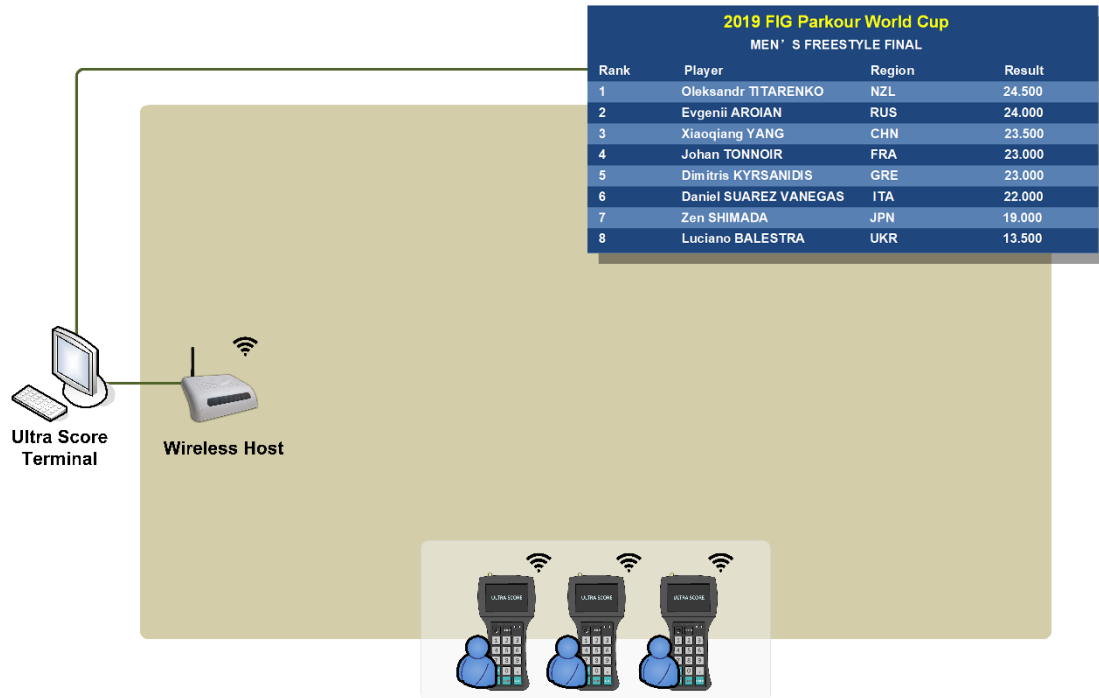 2019 FIG Parkour World Cup
MEN’S FREESTYLE FINAL
Rank Player Region Result
1 Oleksandr TITARENKO NZL 24.500
2 Evgenii AROIAN RUS 24.000
3 Xiaoqiang YANG CHN 23.500
4 Johan TONNOIR FRA 23.000
5 Dimitris KYRSANIDIS GRE 23.000
6 Daniel SUAREZ VANEGAS ITA 22.000
7 Zen SHIMADA JPN 19.000
8 Luciano BALESTRA UKR 13.500
Ultra Score
Terminal
Wireless Host
ULTRA SCORE
ULTRA SCORE
ULTRA SCORE